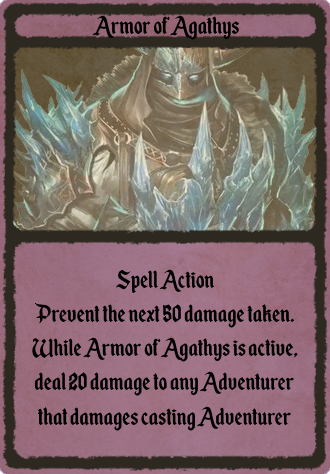 Armor of Agathys
Spell Action
Prevent the next 50 damage taken.
While Armor of Agathys is active,
deal 20 damage to any Adventurer
that damages casting Adventurer